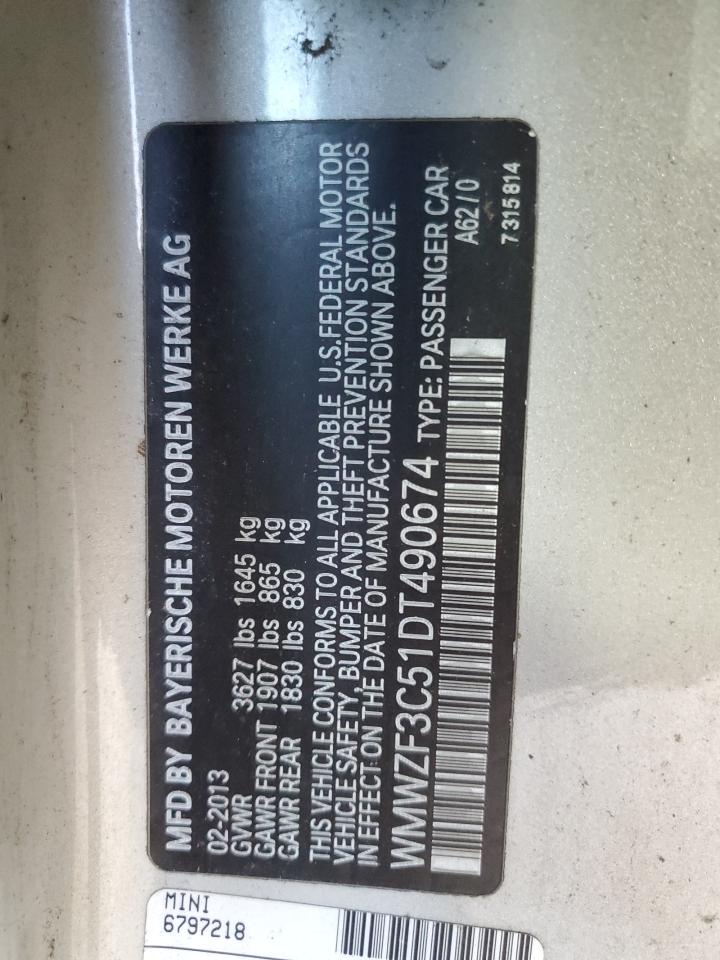 MFD BY BAYERISCHE MOTOREN WERKE AG
02-2013
GVWR 3627 lbs 1645 kg
GAWR FRONT 1907 lbs 865 kg
GAWR REAR 1830 lbs 830 kg
THIS VEHICLE CONFORMS TO ALL APPLICABLE U.S.FEDERAL MOTOR
VEHICLE SAFETY, BUMPER AND THEFT PREVENTION STANDARDS
IN EFFECT ON THE DATE OF MANUFACTURE SHOWN ABOVE.
WMWZF3C51DT490674 TYPE: PASSENGER CAR
A62/0
7315814
MINI
6797218